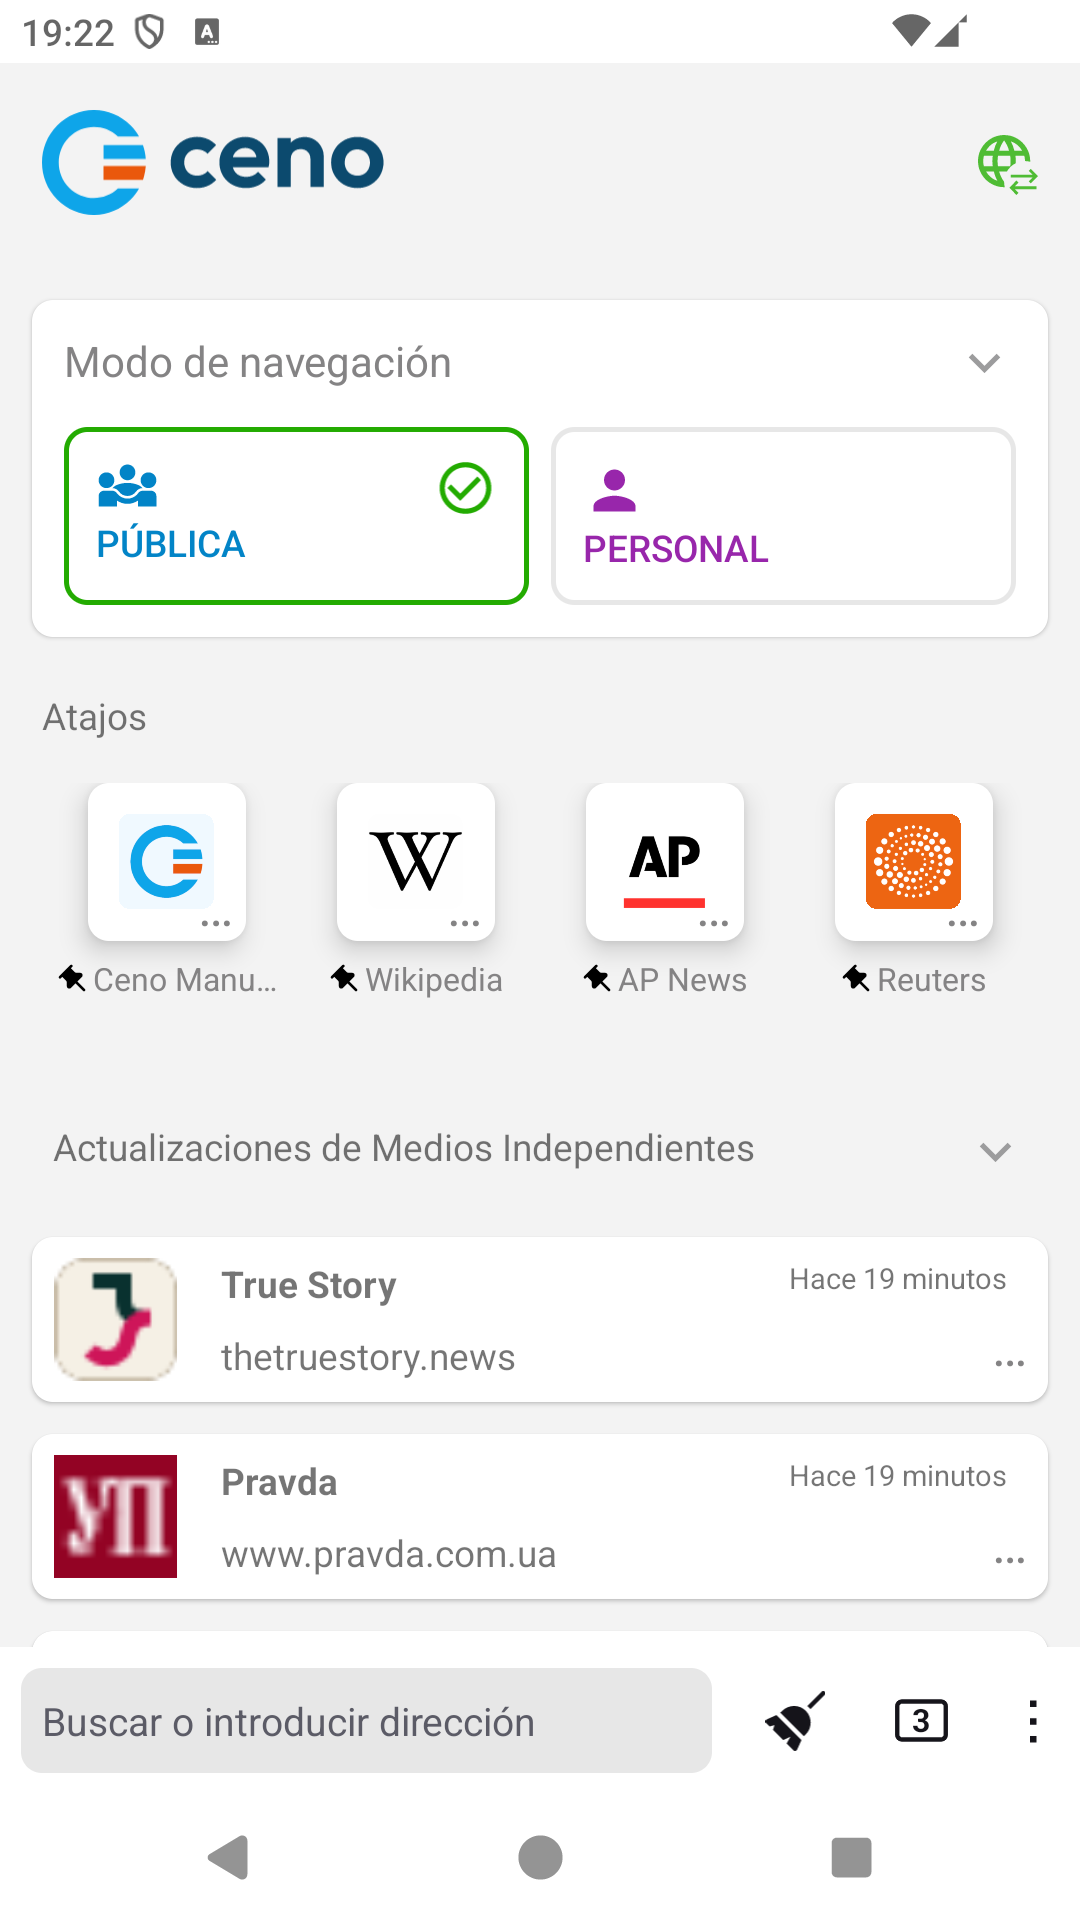 19:22
ceno
Modo de navegación
PÚBLICA
PERSONAL
Atajos
W
AP
Ceno Manu...
Wikipedia
AP News
Reuters
Actualizaciones de Medios Independientes
True Story
Hace 19 minutos
thetruestory.news
УП
Pravda
Hace 19 minutos
www.pravda.com.ua
Buscar o introducir dirección
3